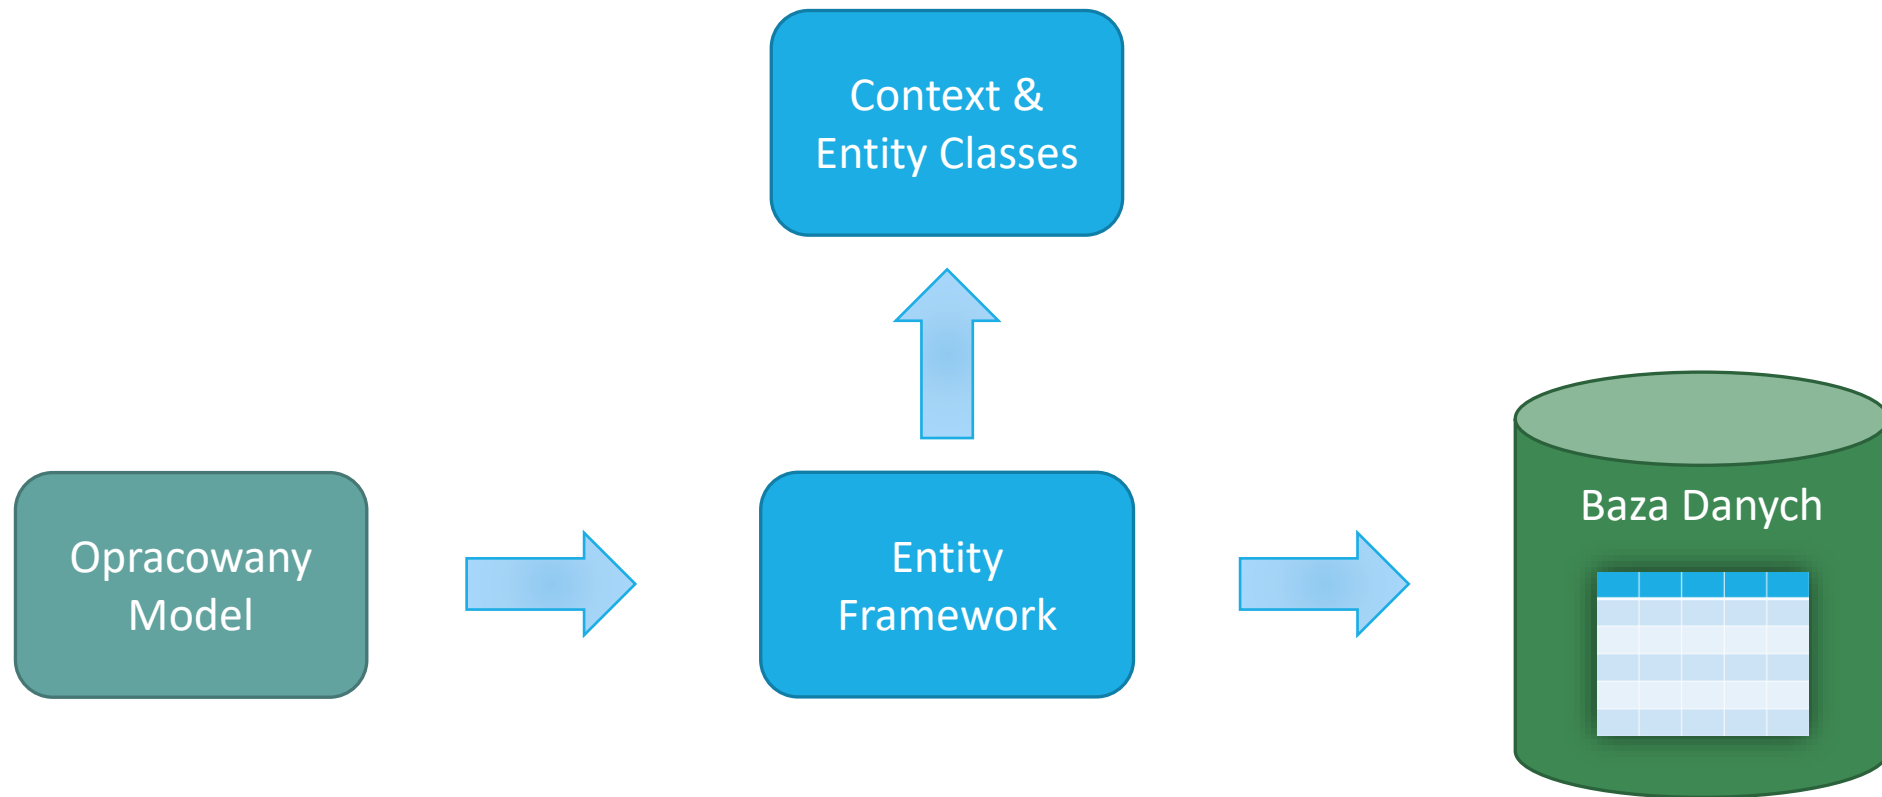 Context &
Entity Classes
Opracowany
Model
Entity
Framework
Baza Danych